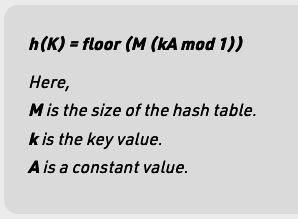 h(K) = floor (M (kA mod 1))
Here,
M is the size of the hash table.
k is the key value.
A is a constant value.